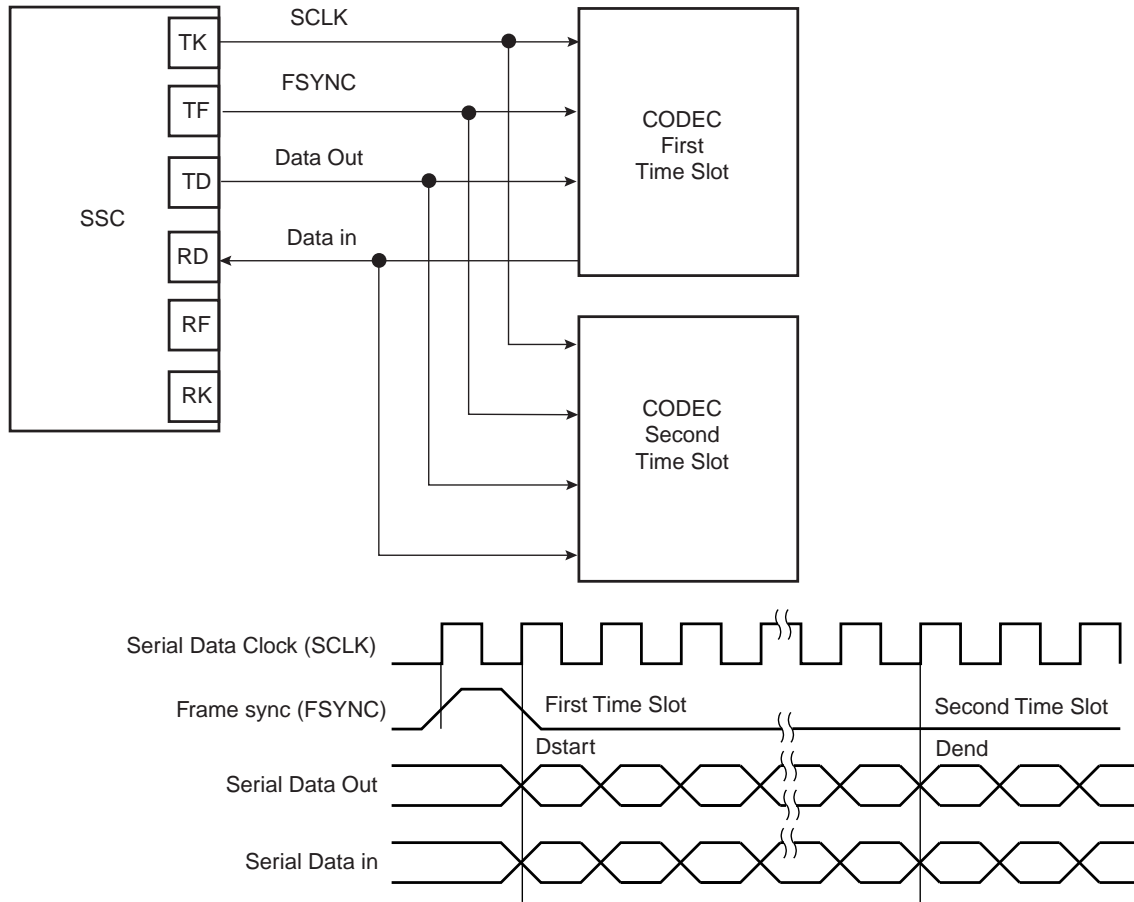 SCLK
TK
FSYNC
TF
CODEC
First
Time Slot
Data Out
TD
SSC
Data in
RD
RF
RK
CODEC
Second
Time Slot
Serial Data Clock (SCLK)
Frame sync (FSYNC)
First Time Slot
Second Time Slot
Dstart
Dend
Serial Data Out
Serial Data in